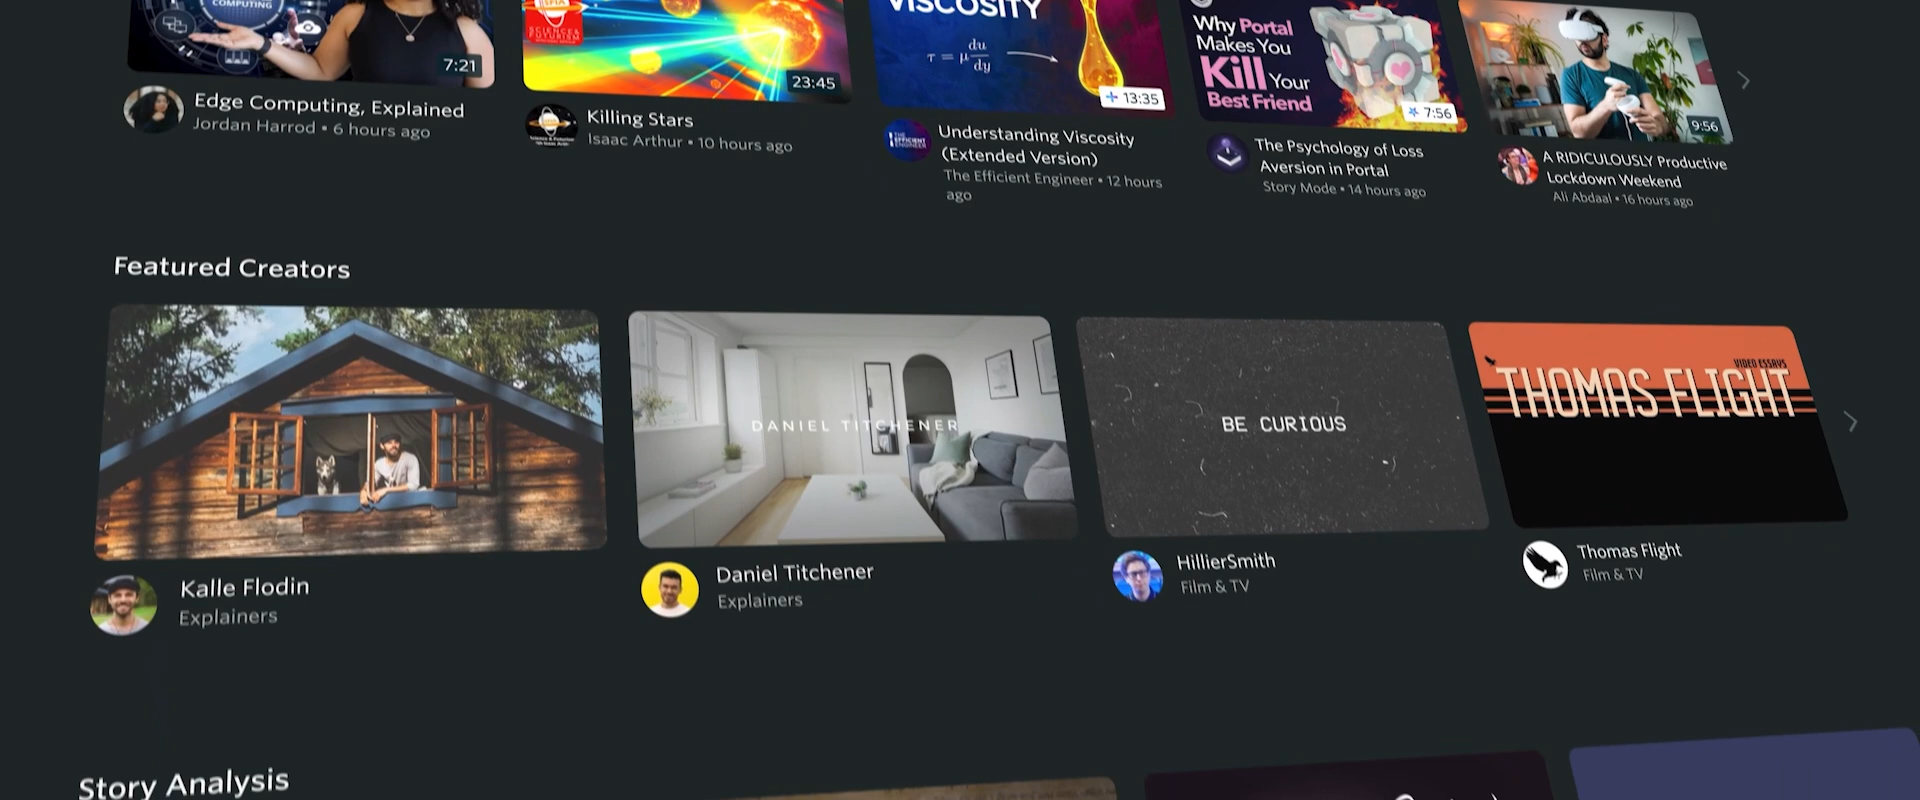 COMPUTING
7:21
Edge Computing, Explained
Jordan Harrod • 6 hours ago
23:45
Killing Stars
Isaac Arthur • 10 hours ago
VISCOSITY
τ = μ du/dy
13:35
THE EFFICIENT ENGINEER
Understanding Viscosity
(Extended Version)
The Efficient Engineer • 12 hours
ago
Why Portal
Makes You
Kill Your
Best Friend
7:56
The Psychology of Loss
Aversion in Portal
Story Mode • 14 hours ago
9:56
A RIDICULOUSLY Productive
Lockdown Weekend
Ali Abdaal • 16 hours ago
Featured Creators
Kalle Flodin
Explainers
DANIEL TITCHENER
Daniel Titchener
Explainers
BE CURIOUS
HillierSmith
Film & TV
VIDEO ESSAYS
THOMAS FLIGHT
Thomas Flight
Film & TV
Story Analysis